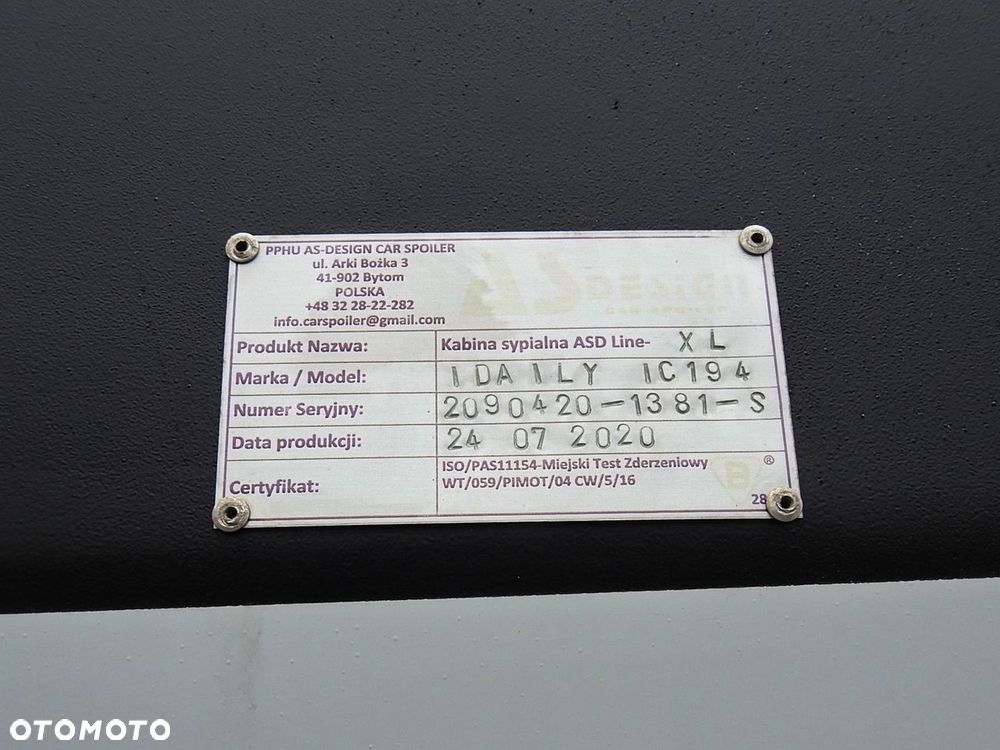 PPHU AS-DESIGN CAR SPOILER
ul. Arki Bożka 3
41-902 Bytom
POLSKA
+48 32 28-22-282
info.carspoiler@gmail.com
Produkt Nazwa: Kabina sypialna ASD Line- XL
Marka / Model: IDAILY IC194
Numer Seryjny: 2090420-1381-S
Data produkcji: 24 07 2020
Certyfikat: ISO/PAS11154-Miejski Test Zderzeniowy
WT/059/PIMOT/04 CW/5/16
B ®
28
OTOMOTO